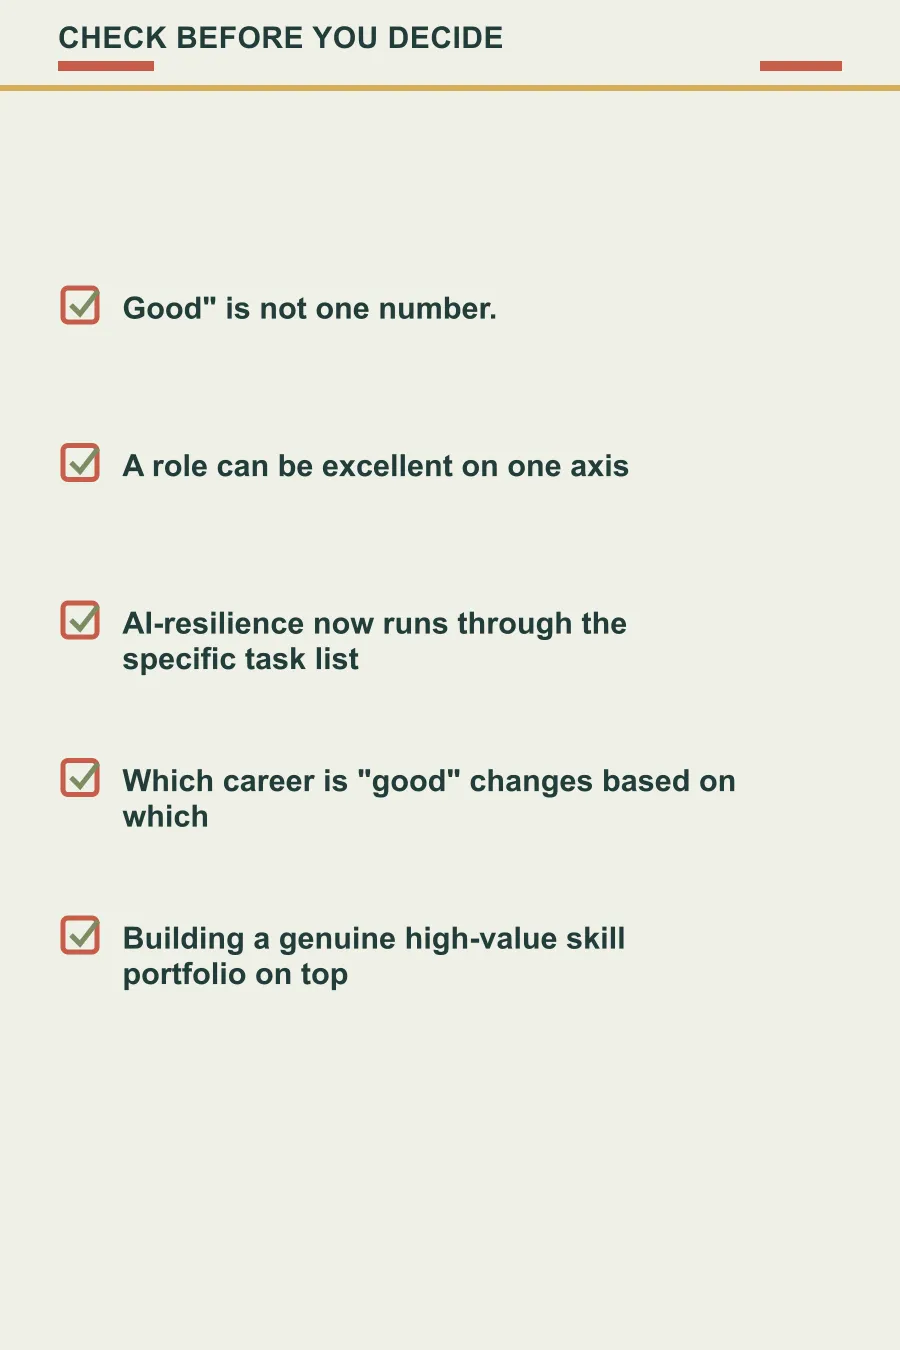 CHECK BEFORE YOU DECIDE
Good" is not one number.
A role can be excellent on one axis
AI-resilience now runs through the
specific task list
Which career is "good" changes based on
which
Building a genuine high-value skill
portfolio on top